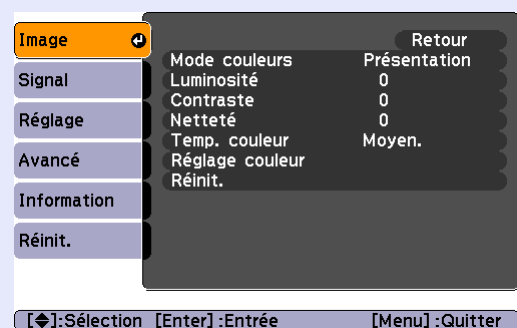 Image
Signal
Réglage
Avancé
Information
Réinit.
Retour
Mode couleurs Présentation
Luminosité 0
Contraste 0
Netteté 0
Temp. couleur Moyen.
Réglage couleur
Réinit.
[◆]:Sélection [Enter]:Entrée [Menu]:Quitter